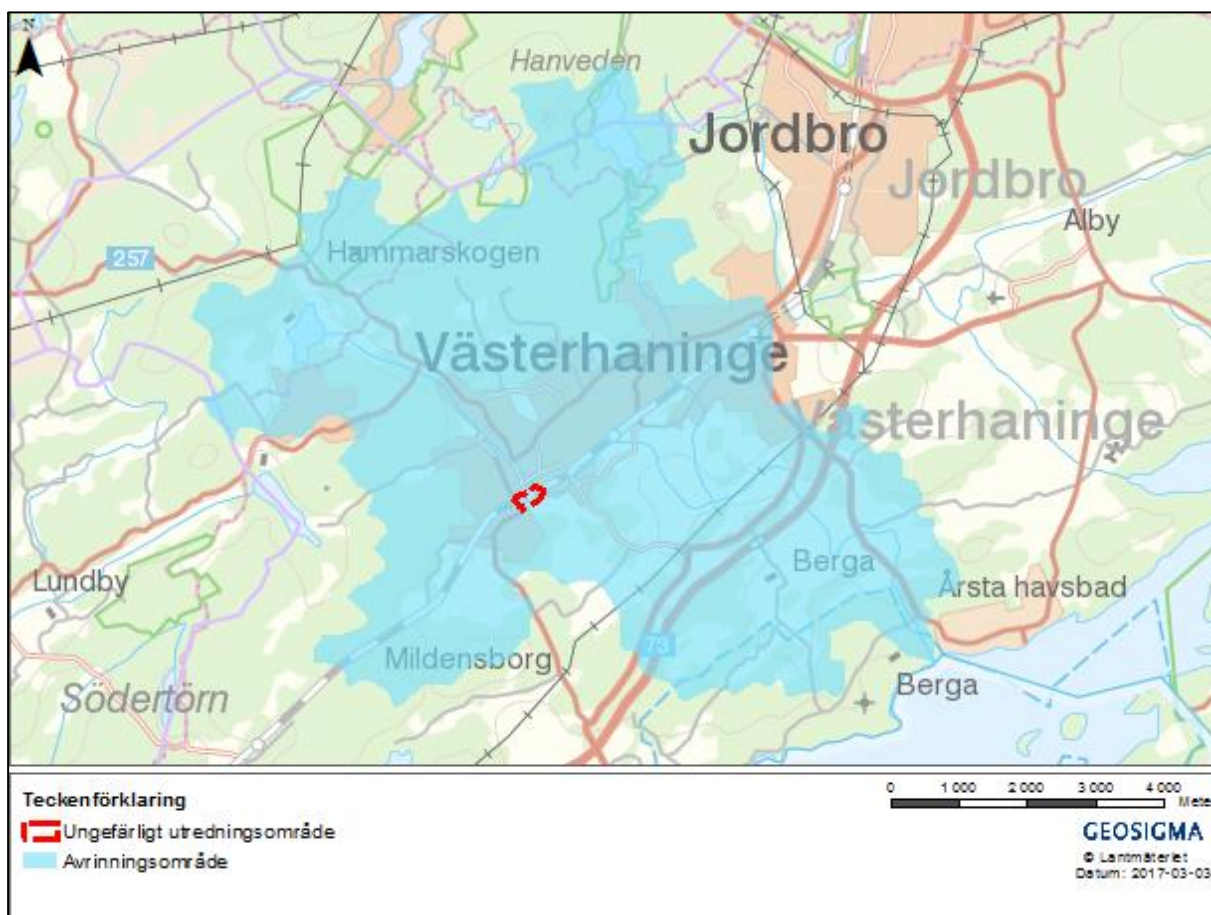 N
Hanveden
Jordbro
Jordbro
Alby
257
Hammarskogen
Västerhaninge
Västerhaninge
Berga
Årsta havsbad
Lundby
73
Mildensborg
Berga
Södertörn
Teckenförklaring
Ungefärligt utredningsområde
Avrinningsområde
0 1 000 2 000 3 000 4 000
Mete
GEOSIGMA
© Lantmäteriet
Datum: 2017-03-03